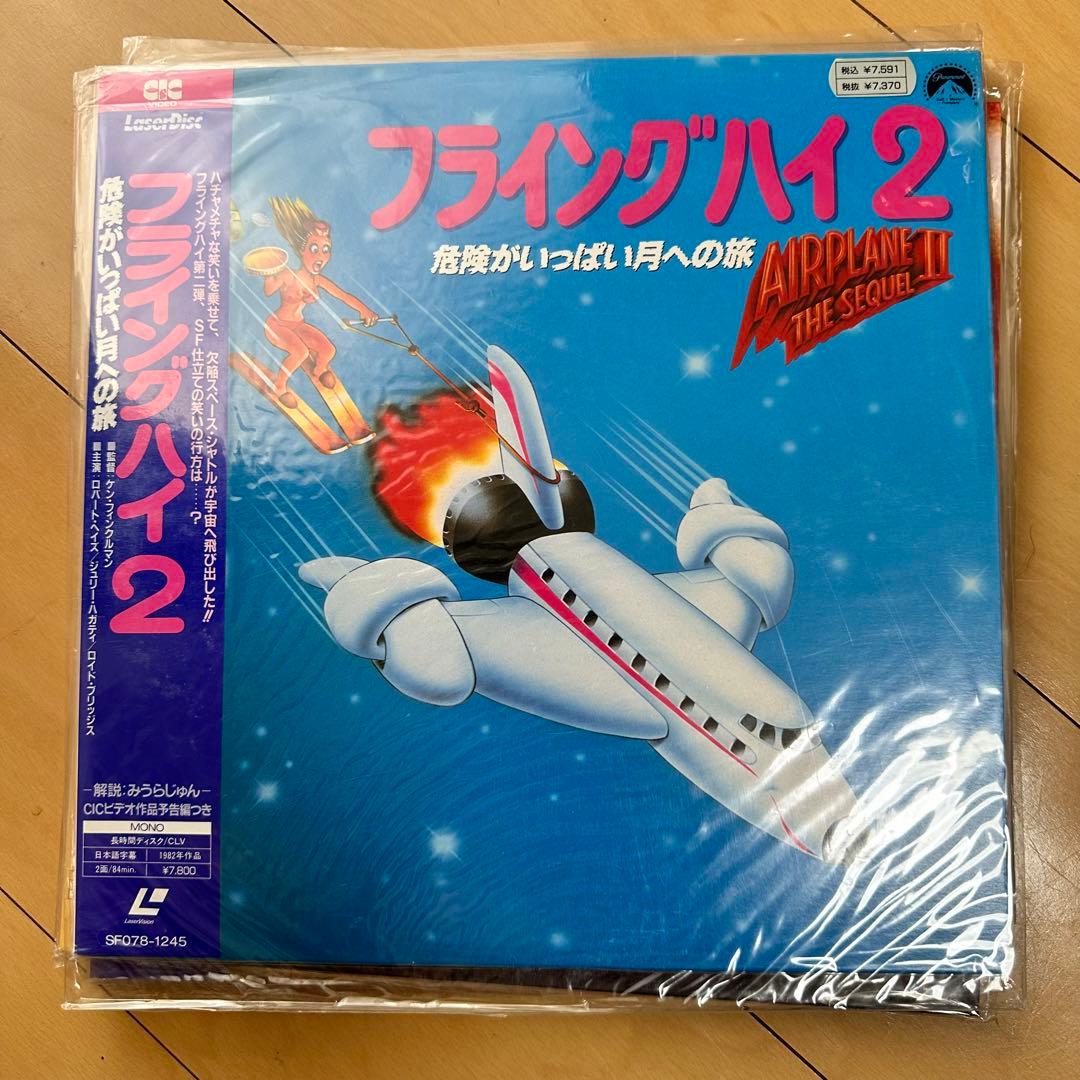 CIC
VIDEO
LaserDisc
フライングハイ2
危険がいっぱい月への旅
ハチャメチャな笑いを乗せて、欠陥スペース・シャトルが宇宙へ飛び出した!!
フライングハイ第二弾、SF仕立ての笑いの行方は……?
■監督:ケン・フィンクルマン
■主演:ロバート・ヘイズ/ジュリー・ハガティ/ロイド・ブリッジス
-解説:みうらじゅん-
CICビデオ作品予告編つき
MONO
長時間ディスク/CLV
日本語字幕 1982年作品
2面/84min. ¥7,800
LaserVision
SF078-1245
税込 ¥7,591
税抜 ¥7,370
Paramount
フライングハイ2
危険がいっぱい月への旅
AIRPLANE II
THE SEQUEL